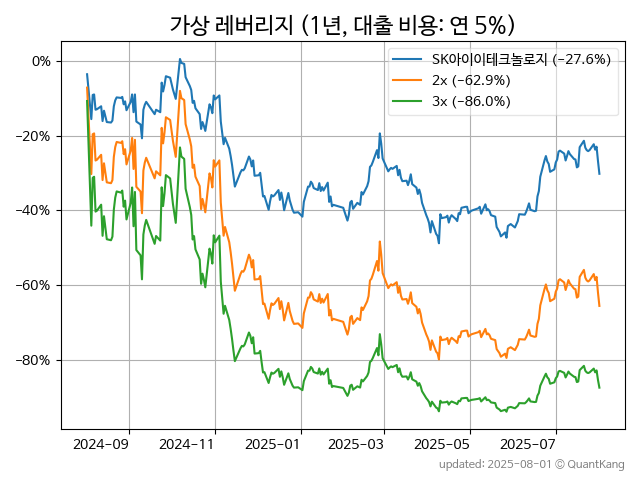 가상 레버리지 (1년, 대출 비용: 연 5%)
SK아이이테크놀로지 (−27.6%)
2x (−62.9%)
3x (−86.0%)
0%
−20%
−40%
−60%
−80%
2024−09 2024−11 2025−01 2025−03 2025−05 2025−07
updated: 2025-08-01 © QuantKang